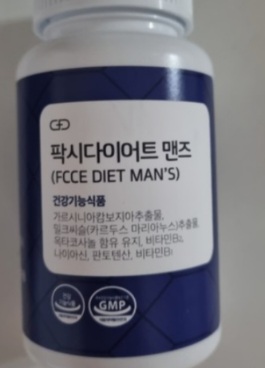 팍시다이어트 맨즈
(FCCE DIET MAN'S)
건강기능식품
가르시니아캄보지아추출물,
밀크씨슬(카르두스 마리아누스)추출물,
옥타코사놀 함유 유지, 비타민B₂,
나이아신, 판토텐산, 비타민B₁
GMP